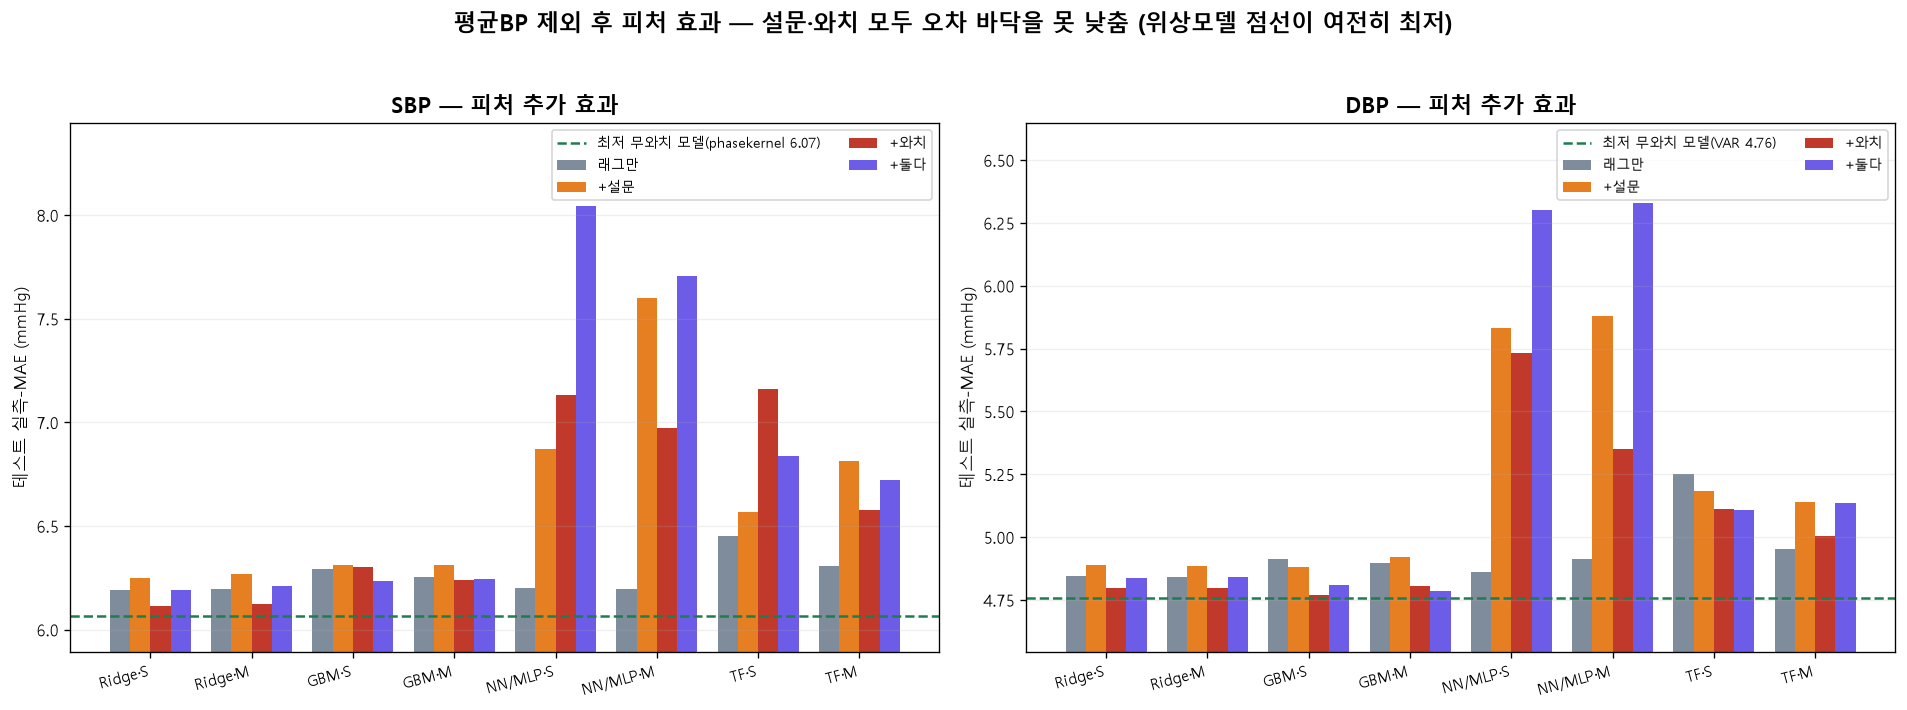 평균BP 제외 후 피처 효과 — 설문·와치 모두 오차 바닥을 못 낮춤 (위상모델 점선이 여전히 최저)
SBP — 피처 추가 효과
최저 무와치 모델(phasekernel 6.07)
래그만
+설문
+와치
+둘다
테스트 실측-MAE (mmHg)
8.0
7.5
7.0
6.5
6.0
Ridge·S
Ridge·M
GBM·S
GBM·M
NN/MLP·S
NN/MLP·M
TF·S
TF·M
DBP — 피처 추가 효과
최저 무와치 모델(VAR 4.76)
래그만
+설문
+와치
+둘다
테스트 실측-MAE (mmHg)
6.50
6.25
6.00
5.75
5.50
5.25
5.00
4.75
Ridge·S
Ridge·M
GBM·S
GBM·M
NN/MLP·S
NN/MLP·M
TF·S
TF·M